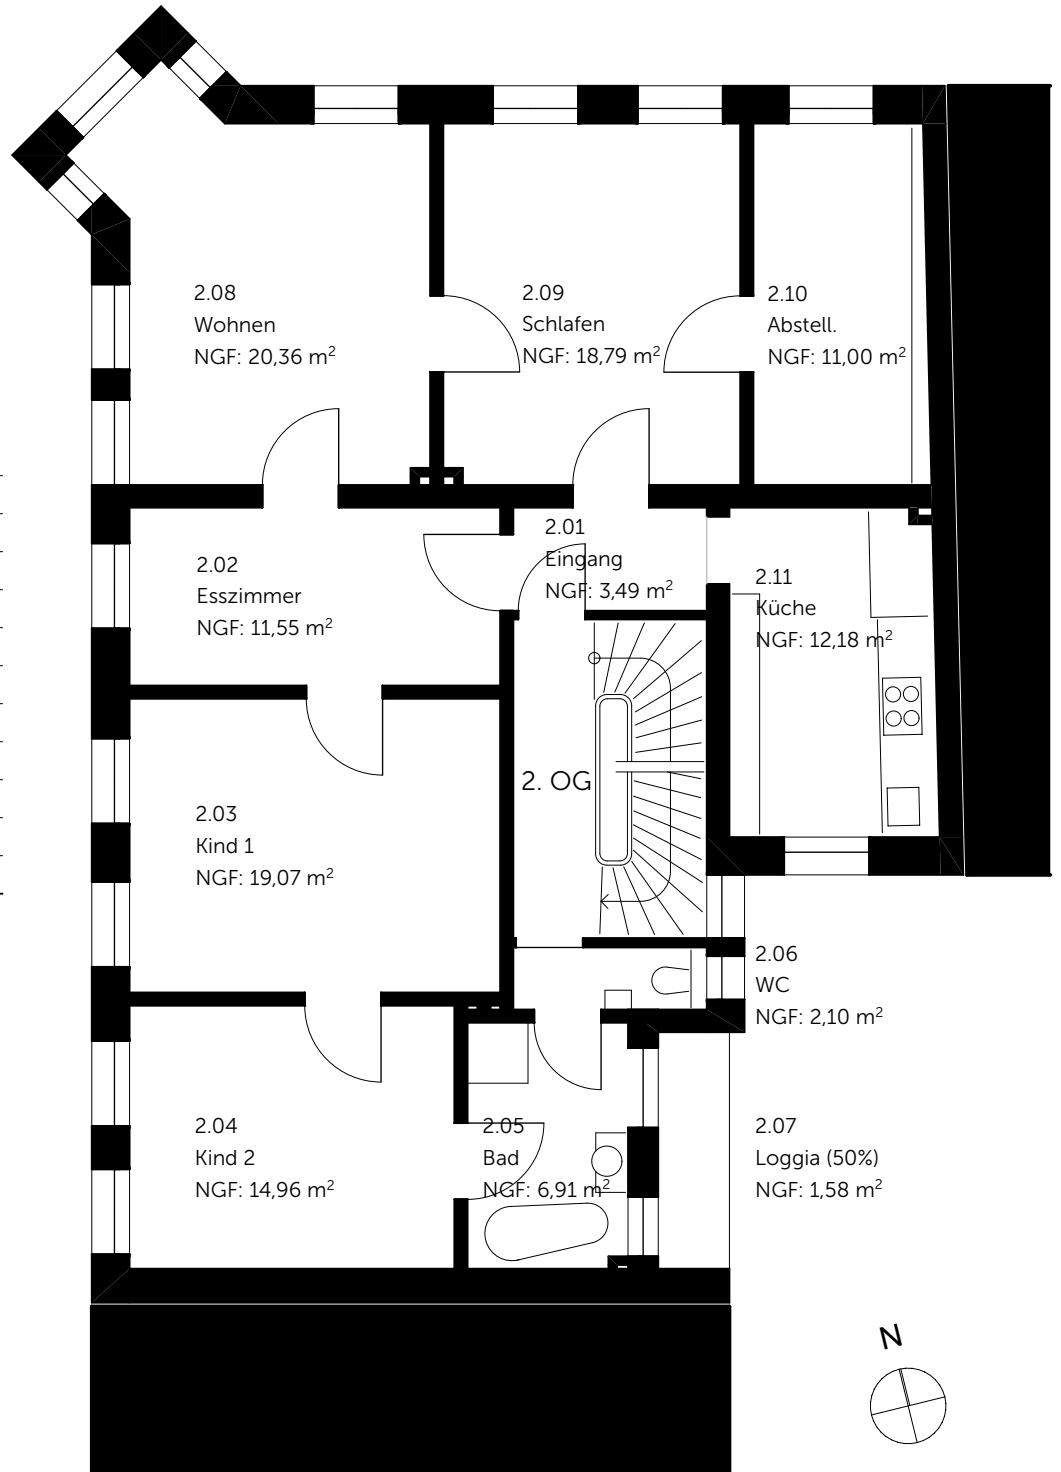 2.08
Wohnen
NGF: 20,36 m²
2.09
Schlafen
NGF: 18,79 m²
2.10
Abstell.
NGF: 11,00 m²
2.01
Eingang
NGF: 3,49 m²
2.02
Esszimmer
NGF: 11,55 m²
2.11
Küche
NGF: 12,18 m²
2. OG
2.03
Kind 1
NGF: 19,07 m²
2.06
WC
NGF: 2,10 m²
2.04
Kind 2
NGF: 14,96 m²
2.05
Bad
NGF: 6,91 m²
2.07
Loggia (50%)
NGF: 1,58 m²
N